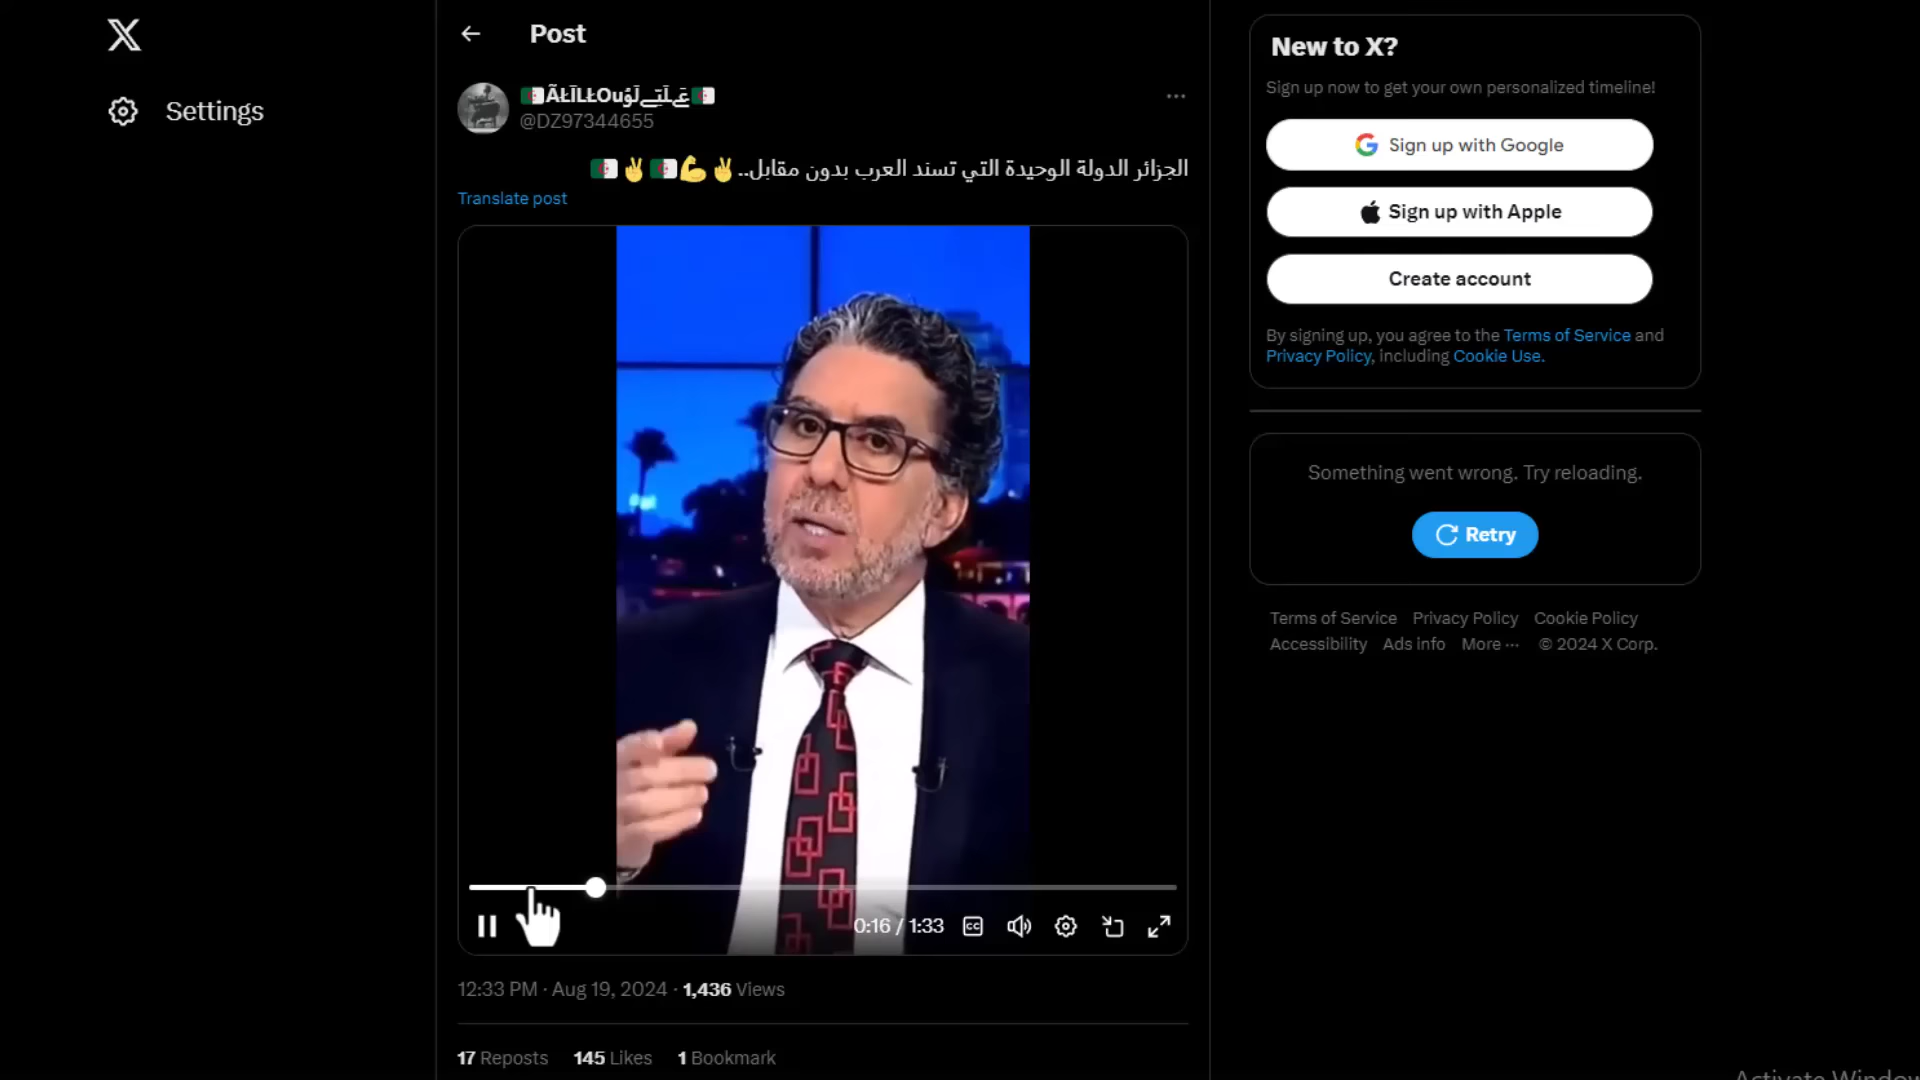 Settings
Post
ÃŁĪLŁOu
@DZ97344655
الجزائر الدولة الوحيدة التي تسند العرب بدون مقابل..✌💪🇩🇿✌🇩🇿
Translate post
0:16 / 1:33
12:33 PM · Aug 19, 2024 · 1,436 Views
17 Reposts 145 Likes 1 Bookmark
New to X?
Sign up now to get your own personalized timeline!
Sign up with Google
Sign up with Apple
Create account
By signing up, you agree to the Terms of Service and
Privacy Policy, including Cookie Use.
Something went wrong. Try reloading.
Retry
Terms of Service Privacy Policy Cookie Policy
Accessibility Ads info More ··· © 2024 X Corp.